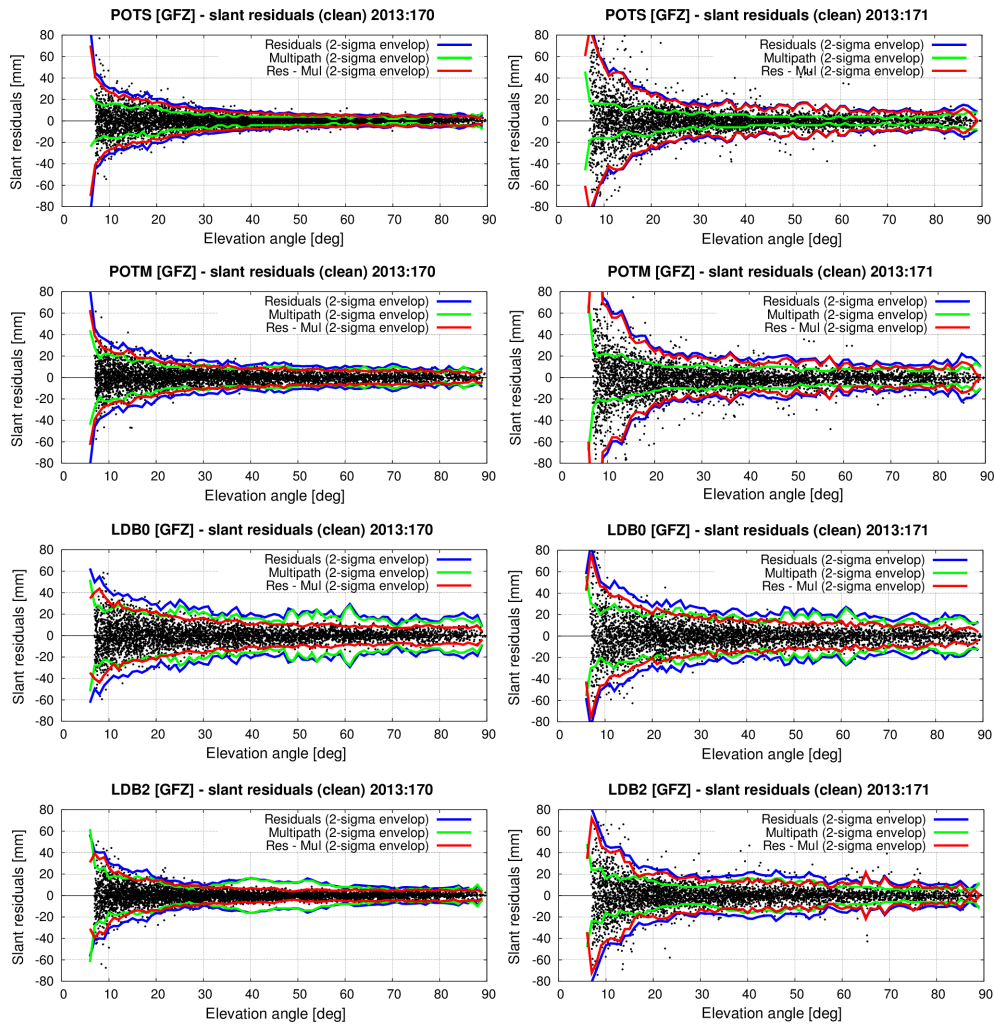 POTS [GFZ] - slant residuals (clean) 2013:170
Slant residuals [mm]
80
60
40
20
0
-20
-40
-60
-80
Residuals (2-sigma envelop)
Multipath (2-sigma envelop)
Res - Mul (2-sigma envelop)
0 10 20 30 40 50 60 70 80 90
Elevation angle [deg]
POTS [GFZ] - slant residuals (clean) 2013:171
Slant residuals [mm]
80
60
40
20
0
-20
-40
-60
-80
Residuals (2-sigma envelop)
Multipath (2-sigma envelop)
Res - Mul (2-sigma envelop)
0 10 20 30 40 50 60 70 80 90
Elevation angle [deg]
POTM [GFZ] - slant residuals (clean) 2013:170
Slant residuals [mm]
80
60
40
20
0
-20
-40
-60
-80
Residuals (2-sigma envelop)
Multipath (2-sigma envelop)
Res - Mul (2-sigma envelop)
0 10 20 30 40 50 60 70 80 90
Elevation angle [deg]
POTM [GFZ] - slant residuals (clean) 2013:171
Slant residuals [mm]
80
60
40
20
0
-20
-40
-60
-80
Residuals (2-sigma envelop)
Multipath (2-sigma envelop)
Res - Mul (2-sigma envelop)
0 10 20 30 40 50 60 70 80 90
Elevation angle [deg]
LDB0 [GFZ] - slant residuals (clean) 2013:170
Slant residuals [mm]
80
60
40
20
0
-20
-40
-60
-80
Residuals (2-sigma envelop)
Multipath (2-sigma envelop)
Res - Mul (2-sigma envelop)
0 10 20 30 40 50 60 70 80 90
Elevation angle [deg]
LDB0 [GFZ] - slant residuals (clean) 2013:171
Slant residuals [mm]
80
60
40
20
0
-20
-40
-60
-80
Residuals (2-sigma envelop)
Multipath (2-sigma envelop)
Res - Mul (2-sigma envelop)
0 10 20 30 40 50 60 70 80 90
Elevation angle [deg]
LDB2 [GFZ] - slant residuals (clean) 2013:170
Slant residuals [mm]
80
60
40
20
0
-20
-40
-60
-80
Residuals (2-sigma envelop)
Multipath (2-sigma envelop)
Res - Mul (2-sigma envelop)
0 10 20 30 40 50 60 70 80 90
Elevation angle [deg]
LDB2 [GFZ] - slant residuals (clean) 2013:171
Slant residuals [mm]
80
60
40
20
0
-20
-40
-60
-80
Residuals (2-sigma envelop)
Multipath (2-sigma envelop)
Res - Mul (2-sigma envelop)
0 10 20 30 40 50 60 70 80 90
Elevation angle [deg]